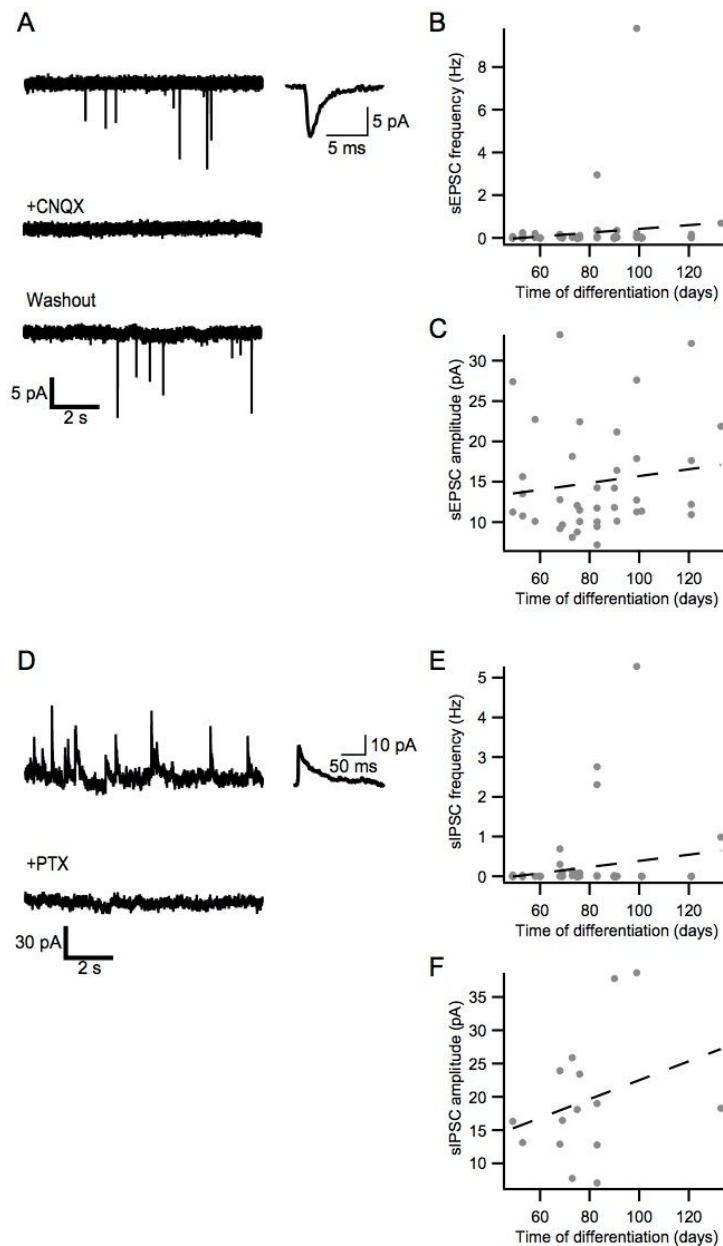 A
5 pA
5 ms
+CNQX
Washout
5 pA
2 s
B
sEPSC frequency (Hz)
8
6
4
2
0
60 80 100 120
Time of differentiation (days)
C
sEPSC amplitude (pA)
30
25
20
15
10
60 80 100 120
Time of differentiation (days)
D
10 pA
50 ms
+PTX
30 pA
2 s
E
sIPSC frequency (Hz)
5
4
3
2
1
0
60 80 100 120
Time of differentiation (days)
F
sIPSC amplitude (pA)
35
30
25
20
15
10
60 80 100 120
Time of differentiation (days)